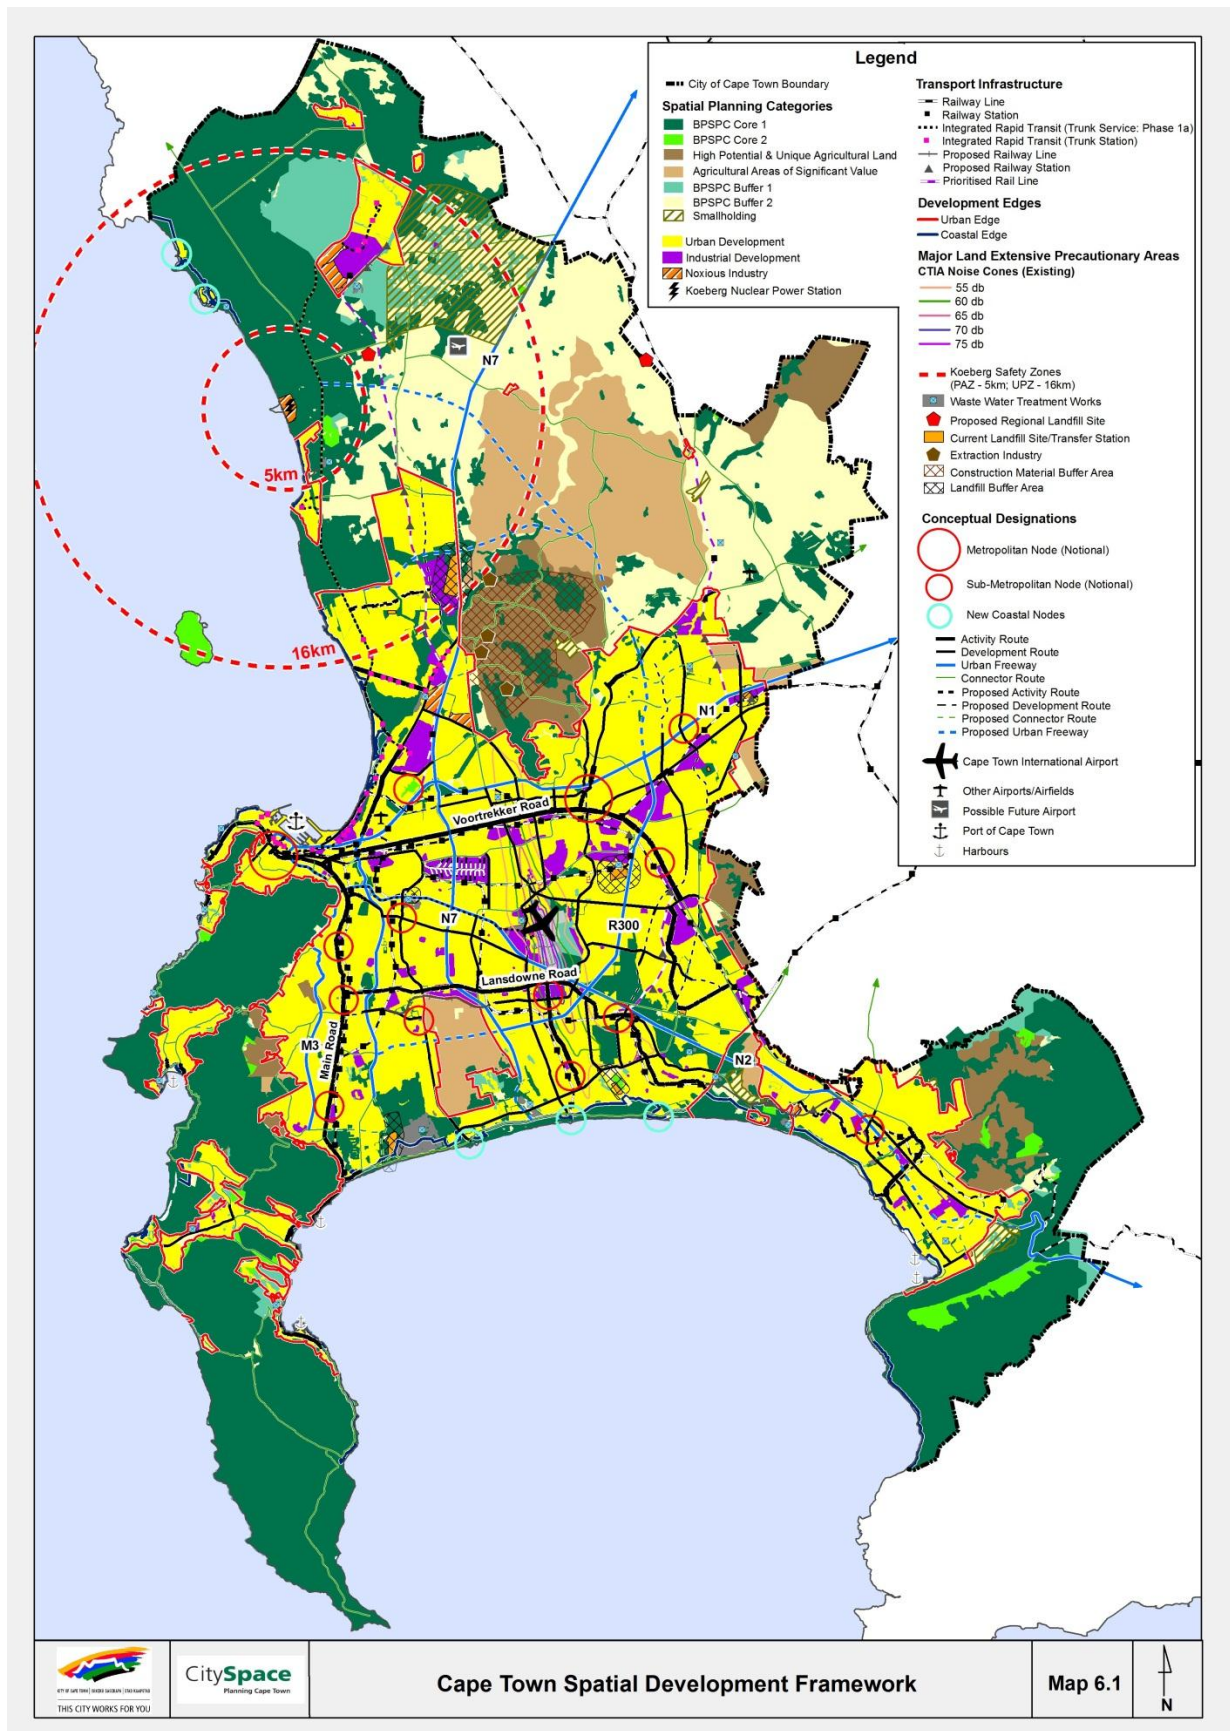 Legend
City of Cape Town Boundary
Spatial Planning Categories
BPSPC Core 1
BPSPC Core 2
High Potential & Unique Agricultural Land
Agricultural Areas of Significant Value
BPSPC Buffer 1
BPSPC Buffer 2
Smallholding
Urban Development
Industrial Development
Noxious Industry
Koeberg Nuclear Power Station
Transport Infrastructure
Railway Line
Railway Station
Integrated Rapid Transit (Trunk Service: Phase 1a)
Integrated Rapid Transit (Trunk Station)
Proposed Railway Line
Proposed Railway Station
Prioritised Rail Line
Development Edges
Urban Edge
Coastal Edge
Major Land Extensive Precautionary Areas
CTIA Noise Cones (Existing)
55 db
60 db
65 db
70 db
75 db
Koeberg Safety Zones
(PAZ - 5km; UPZ - 16km)
Waste Water Treatment Works
Proposed Regional Landfill Site
Current Landfill Site/Transfer Station
Extraction Industry
Construction Material Buffer Area
Landfill Buffer Area
Conceptual Designations
Metropolitan Node (Notional)
Sub-Metropolitan Node (Notional)
New Coastal Nodes
Activity Route
Development Route
Urban Freeway
Connector Route
Proposed Activity Route
Proposed Development Route
Proposed Connector Route
Proposed Urban Freeway
Cape Town International Airport
Other Airports/Airfields
Possible Future Airport
Port of Cape Town
Harbours
N7
5km
16km
N1
Voortrekker Road
N7
R300
Lansdowne Road
M3
Main Road
N2
CITY OF CAPE TOWN | ISIXEKO SASEKAPA | STAD KAAPSTAD
THIS CITY WORKS FOR YOU
CitySpace
Planning Cape Town
Cape Town Spatial Development Framework
Map 6.1
N